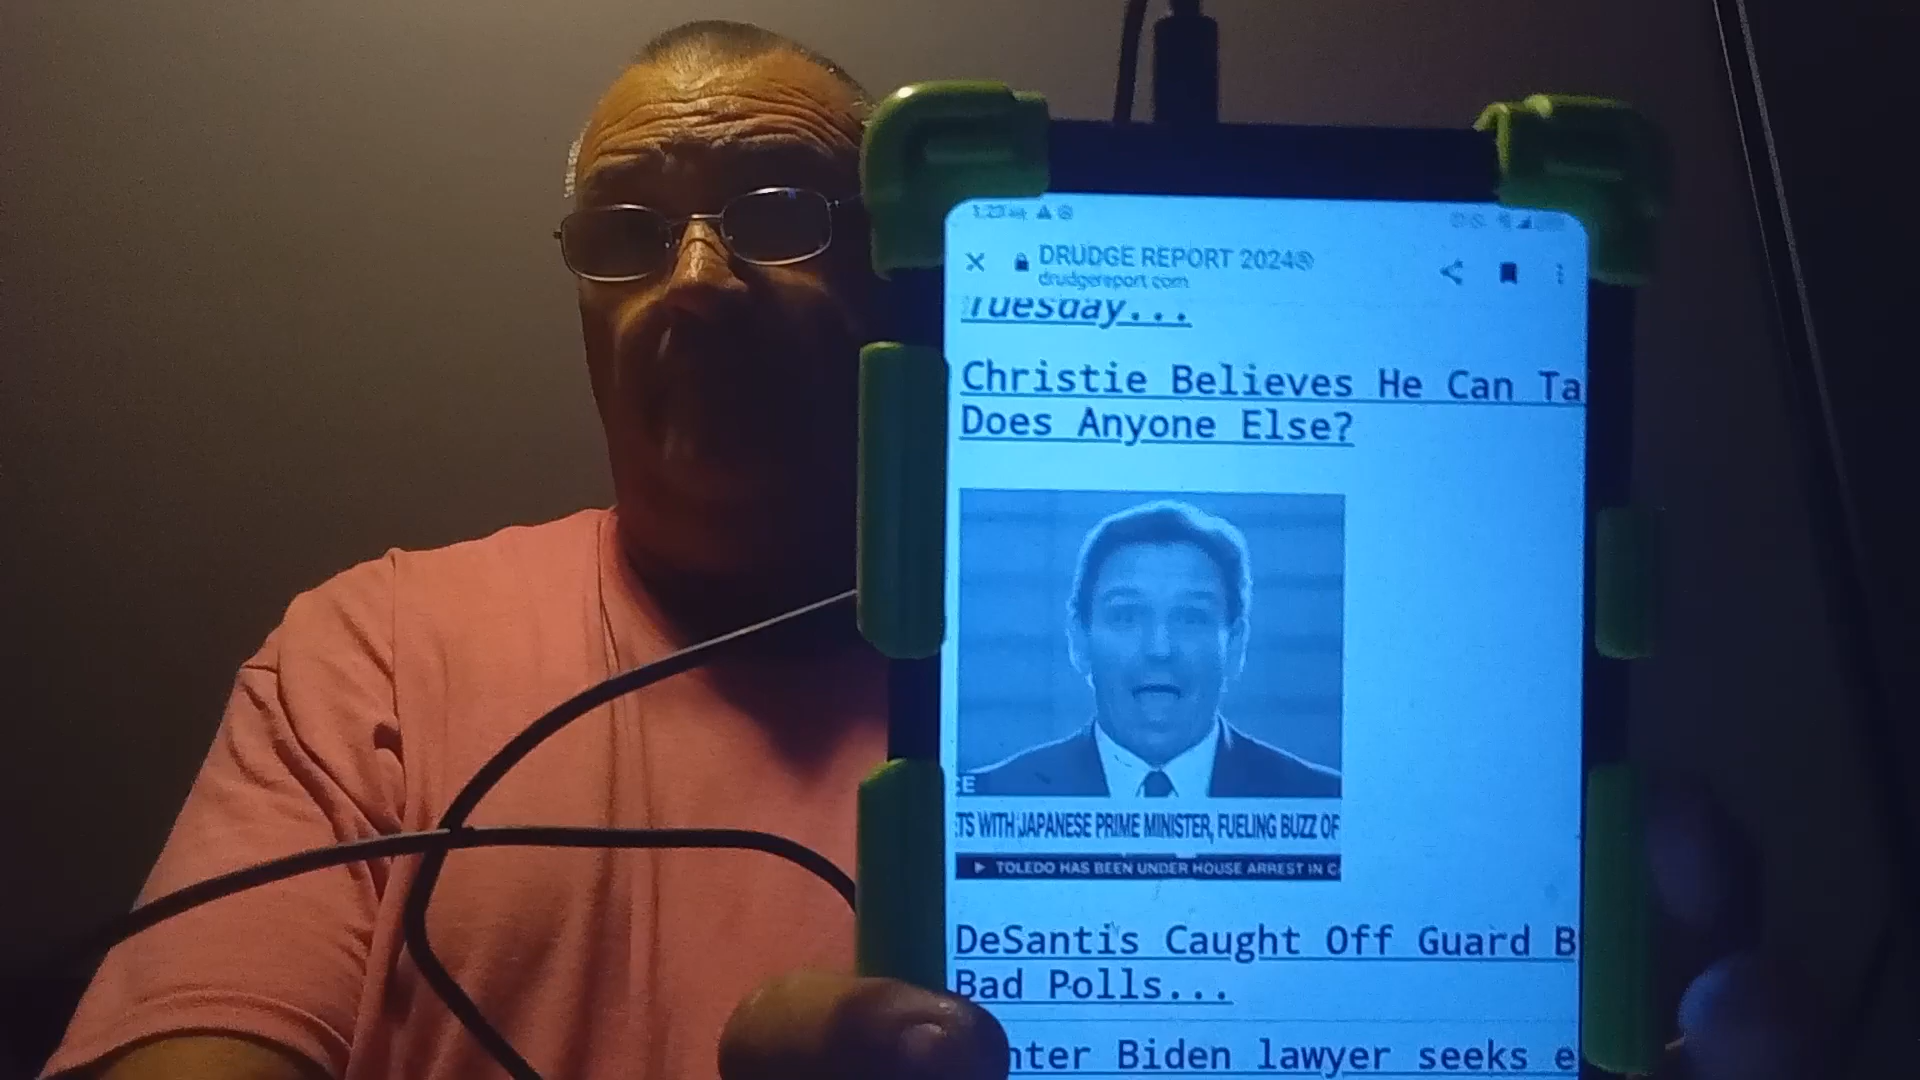 DRUDGE REPORT 2024®
drudgereport.com
Tuesday...
Christie Believes He Can Ta
Does Anyone Else?
CE
TS WITH JAPANESE PRIME MINISTER, FUELING BUZZ OF
TOLEDO HAS BEEN UNDER HOUSE ARREST IN C
DeSantis Caught Off Guard B
Bad Polls...
nter Biden lawyer seeks e